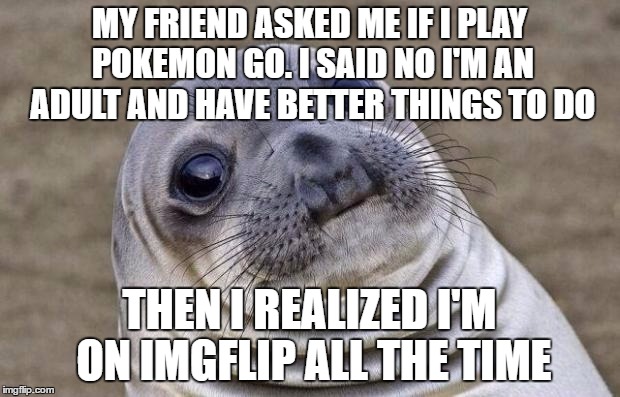 MY FRIEND ASKED ME IF I PLAY
POKEMON GO. I SAID NO I'M AN
ADULT AND HAVE BETTER THINGS TO DO
THEN I REALIZED I'M
ON IMGFLIP ALL THE TIME
imgflip.com